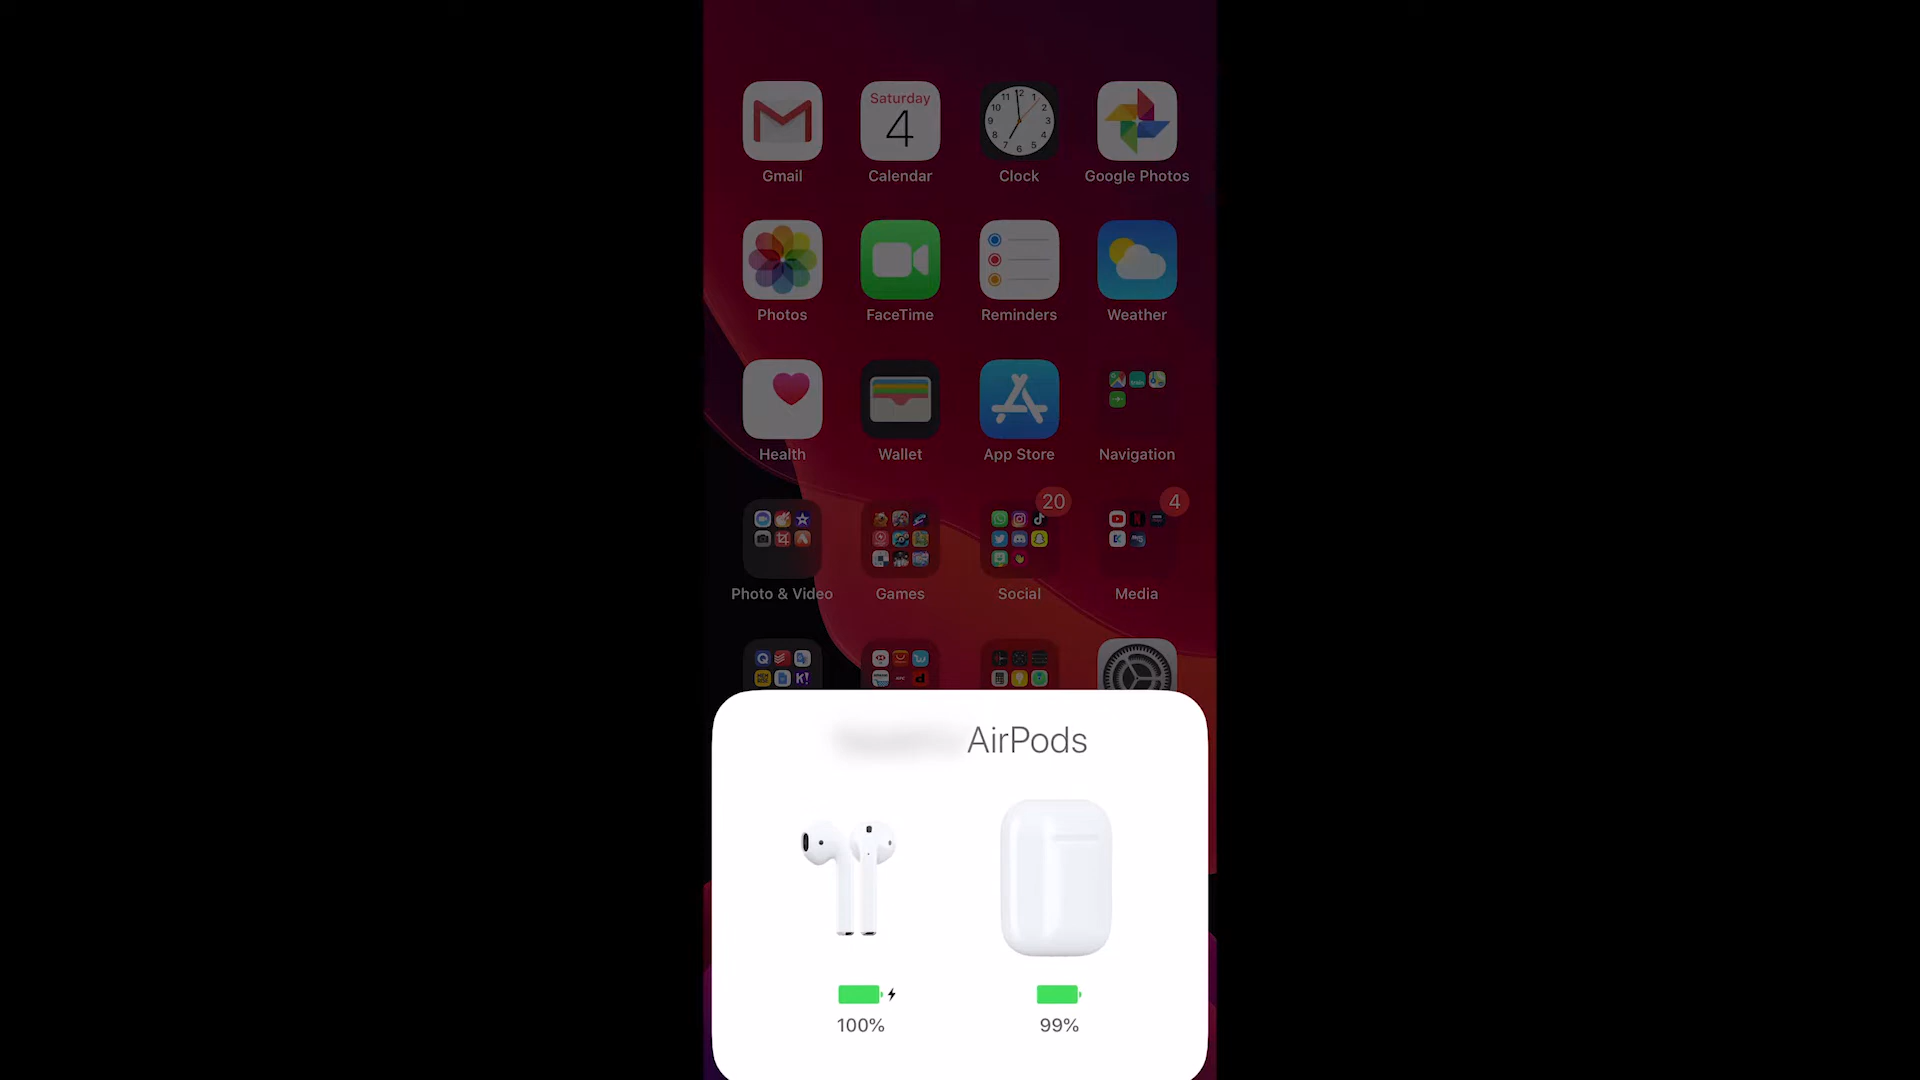 Saturday
4
Gmail Calendar Clock Google Photos
Photos FaceTime Reminders Weather
Health Wallet App Store Navigation
20 4
Photo & Video Games Social Media
AirPods
100% 99%